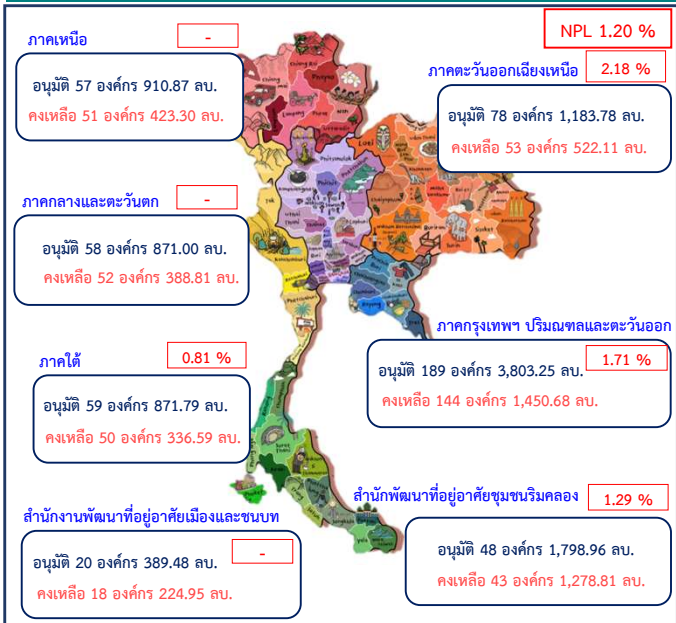 NPL 1.20 %
ภาคเหนือ
-
อนุมัติ 57 องค์กร 910.87 ลบ.
คงเหลือ 51 องค์กร 423.30 ลบ.
ภาคตะวันออกเฉียงเหนือ
2.18 %
อนุมัติ 78 องค์กร 1,183.78 ลบ.
คงเหลือ 53 องค์กร 522.11 ลบ.
ภาคกลางและตะวันตก
-
อนุมัติ 58 องค์กร 871.00 ลบ.
คงเหลือ 52 องค์กร 388.81 ลบ.
ภาคกรุงเทพฯ ปริมณฑลและตะวันออก
1.71 %
อนุมัติ 189 องค์กร 3,803.25 ลบ.
คงเหลือ 144 องค์กร 1,450.68 ลบ.
ภาคใต้
0.81 %
อนุมัติ 59 องค์กร 871.79 ลบ.
คงเหลือ 50 องค์กร 336.59 ลบ.
สำนักพัฒนาที่อยู่อาศัยชุมชนริมคลอง
1.29 %
อนุมัติ 48 องค์กร 1,798.96 ลบ.
คงเหลือ 43 องค์กร 1,278.81 ลบ.
สำนักงานพัฒนาที่อยู่อาศัยเมืองและชนบท
-
อนุมัติ 20 องค์กร 389.48 ลบ.
คงเหลือ 18 องค์กร 224.95 ลบ.
Chiang Rai
Phayao
Loei
Phitsanulok
Tak
Buriram
Sisaket
Rayong
Phuket
Yala